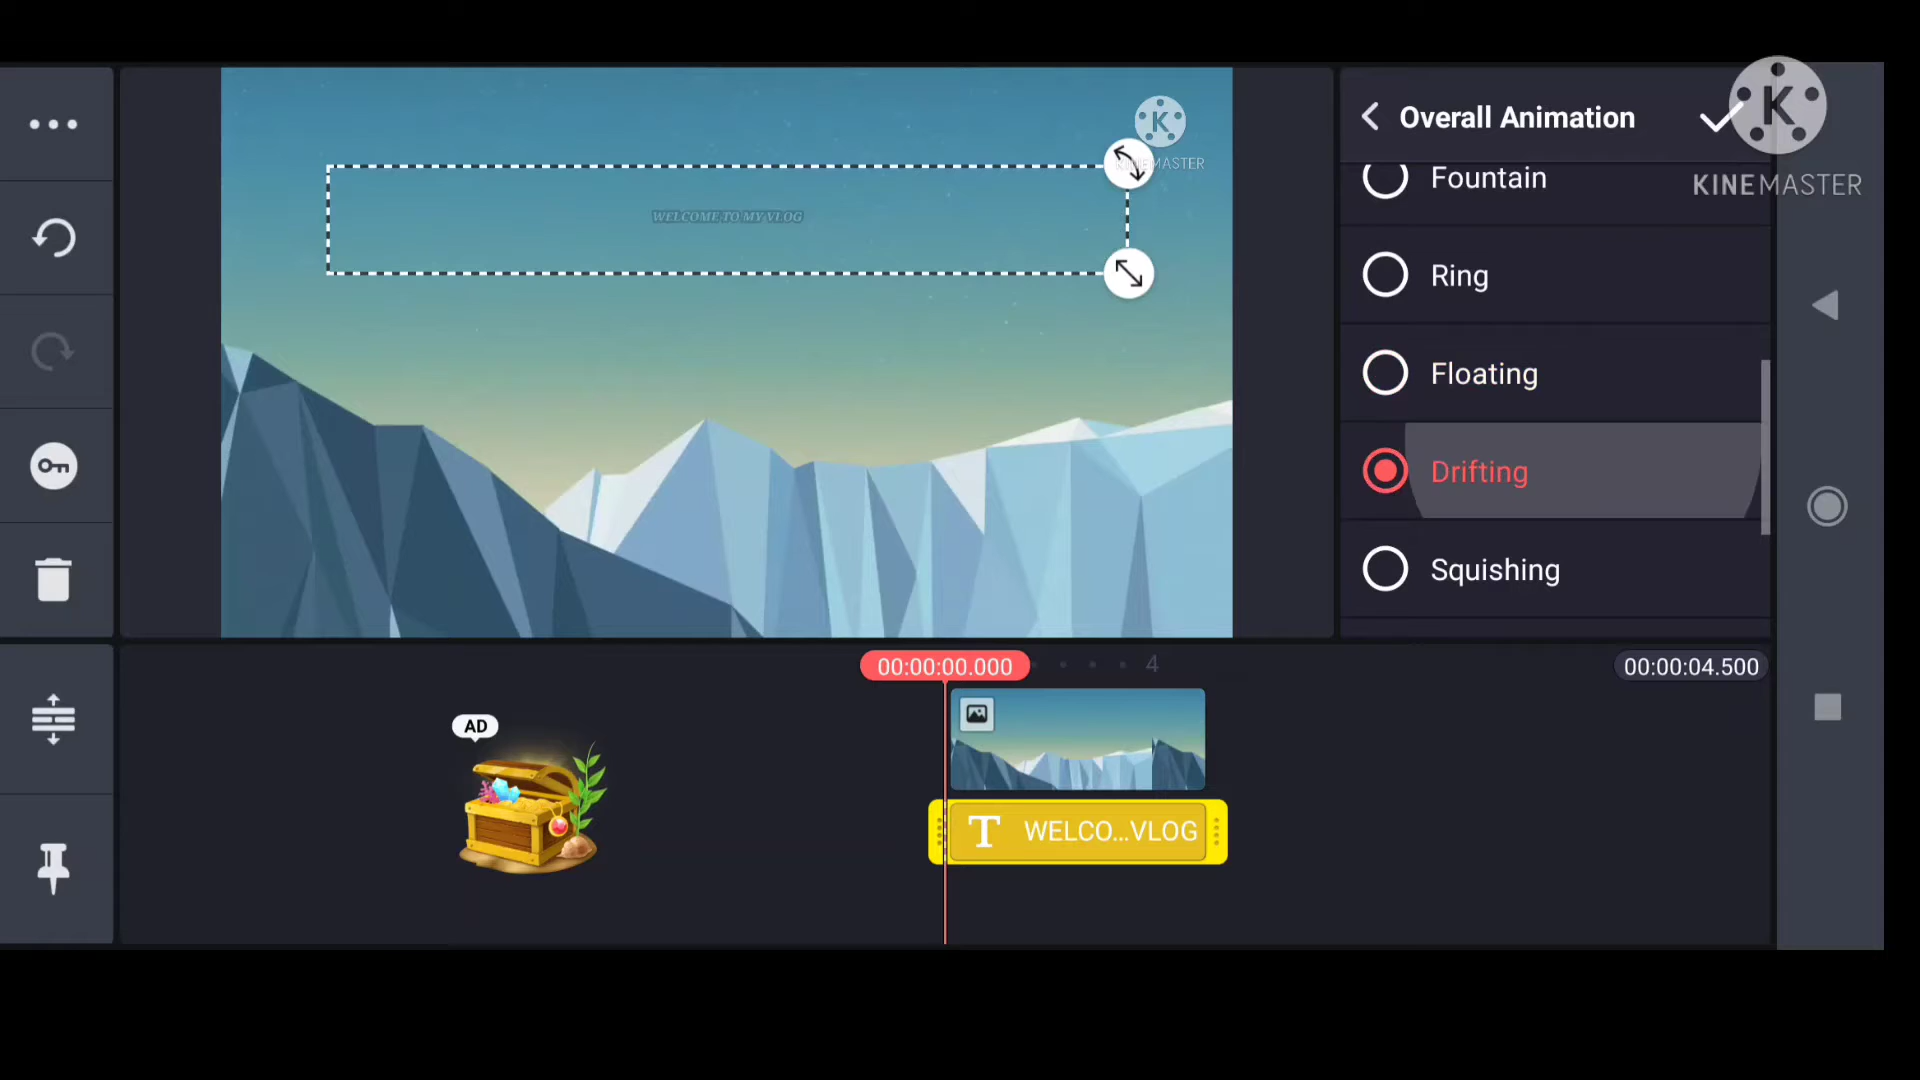 Overall Animation
K
KINEMASTER
K
KINEMASTER
WELCOME TO MY VLOG
Fountain
Ring
Floating
Drifting
Squishing
00:00:00.000
4
00:00:04.500
AD
T WELCO...VLOG